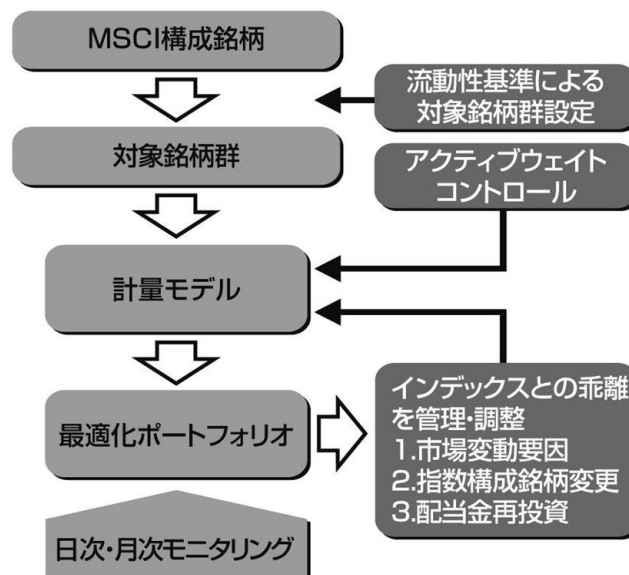 MSCI構成銘柄
流動性基準による
対象銘柄群設定
対象銘柄群
アクティブウェイト
コントロール
計量モデル
最適化ポートフォリオ
インデックスとの乖離
を管理・調整
1.市場変動要因
2.指数構成銘柄変更
3.配当金再投資
日次・月次モニタリング